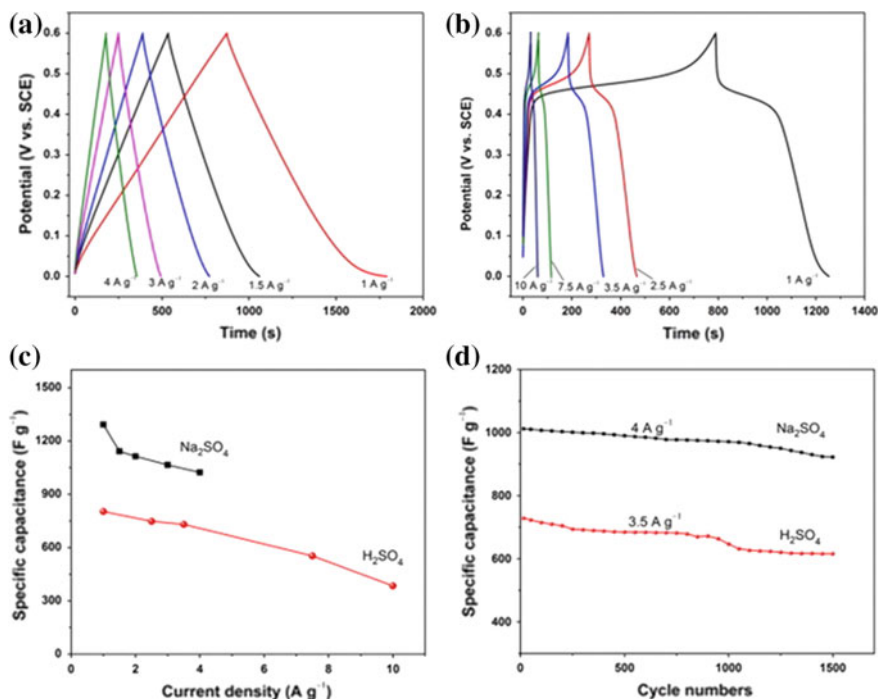 (a)
0.6
0.5
0.4
0.3
0.2
0.1
0.0
Potential (V vs. SCE)
4 A g⁻¹
3 A g⁻¹
2 A g⁻¹
1.5 A g⁻¹
1 A g⁻¹
0 500 1000 1500 2000
Time (s)
(b)
0.6
0.5
0.4
0.3
0.2
0.1
0.0
Potential (V vs. SCE)
10 A g⁻¹
7.5 A g⁻¹
3.5 A g⁻¹
2.5 A g⁻¹
1 A g⁻¹
0 200 400 600 800 1000 1200 1400
Time (s)
(c)
1500
1200
900
600
300
0
Specific capacitance (F g⁻¹)
Na₂SO₄
H₂SO₄
0 2 4 6 8 10
Current density (A g⁻¹)
(d)
1200
1000
800
600
400
Specific capacitance (F g⁻¹)
4 A g⁻¹
Na₂SO₄
3.5 A g⁻¹
H₂SO₄
0 500 1000 1500
Cycle numbers